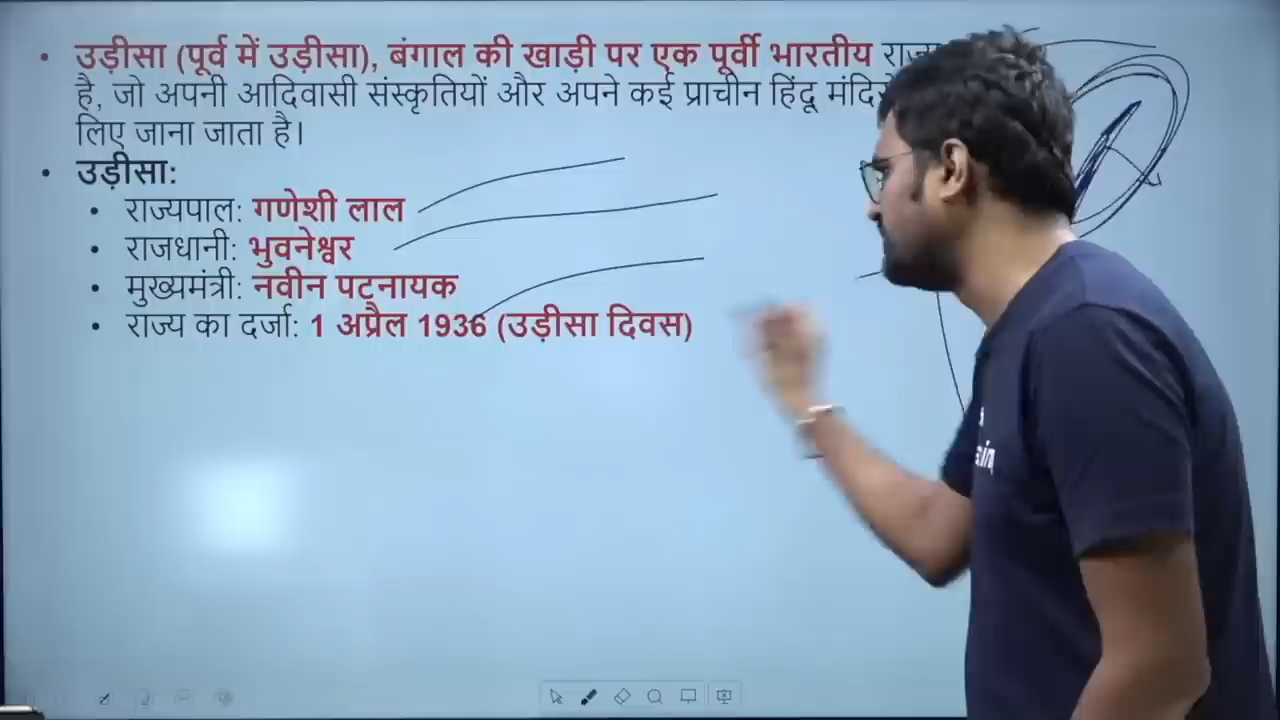 उड़ीसा (पूर्व में उड़ीसा), बंगाल की खाड़ी पर एक पूर्वी भारतीय
है, जो अपनी आदिवासी संस्कृतियों और अपने कई प्राचीन हिंदू
लिए जाना जाता है।
उड़ीसा:
राज्यपाल: गणेशी लाल
राजधानी: भुवनेश्वर
मुख्यमंत्री: नवीन पटनायक
राज्य का दर्जा: 1 अप्रैल 1936 (उड़ीसा दिवस)